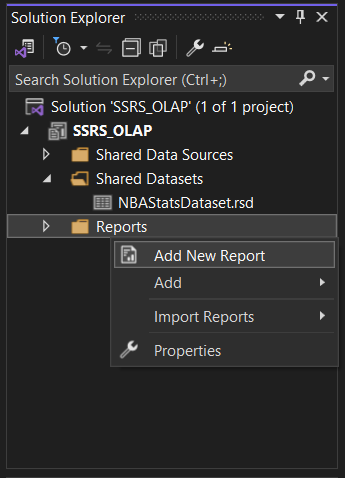 Solution Explorer
Search Solution Explorer (Ctrl+;)
Solution 'SSRS_OLAP' (1 of 1 project)
SSRS_OLAP
Shared Data Sources
Shared Datasets
NBAStatsDataset.rsd
Reports
Add New Report
Add
Import Reports
Properties